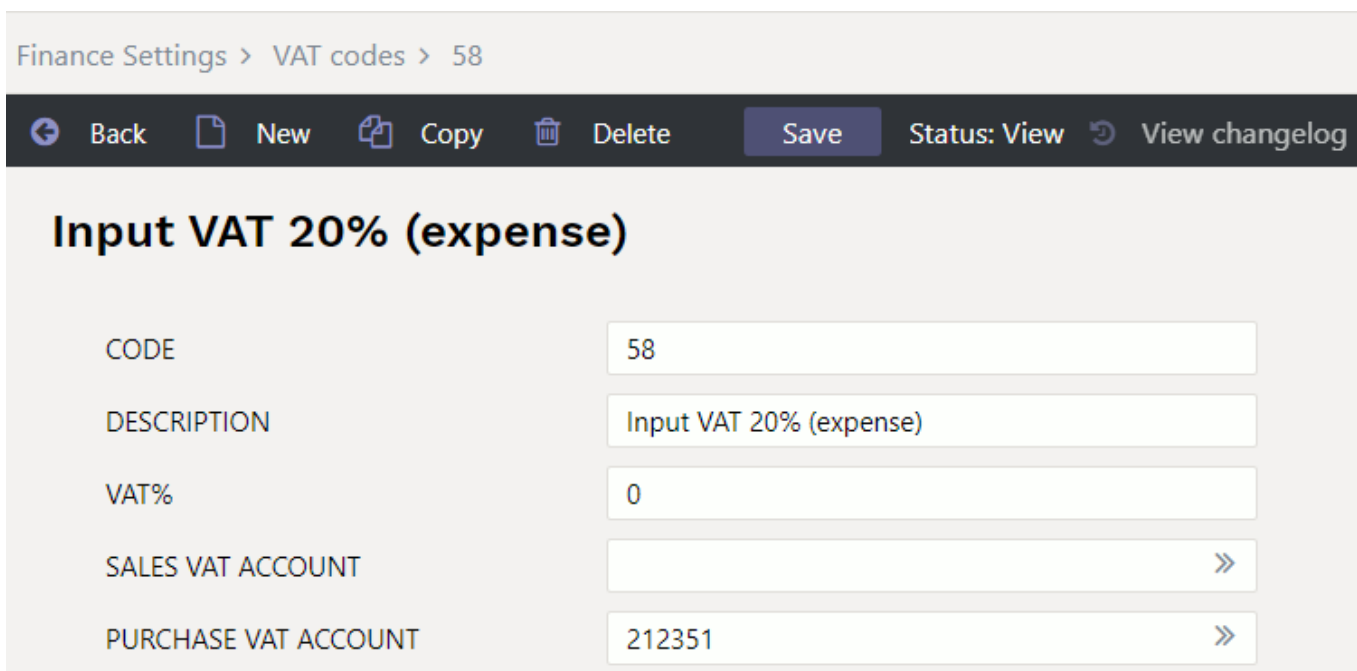 Finance Settings > VAT codes > 58
Back New Copy Delete Save Status: View View changelog
Input VAT 20% (expense)
CODE 58
DESCRIPTION Input VAT 20% (expense)
VAT% 0
SALES VAT ACCOUNT
PURCHASE VAT ACCOUNT 212351